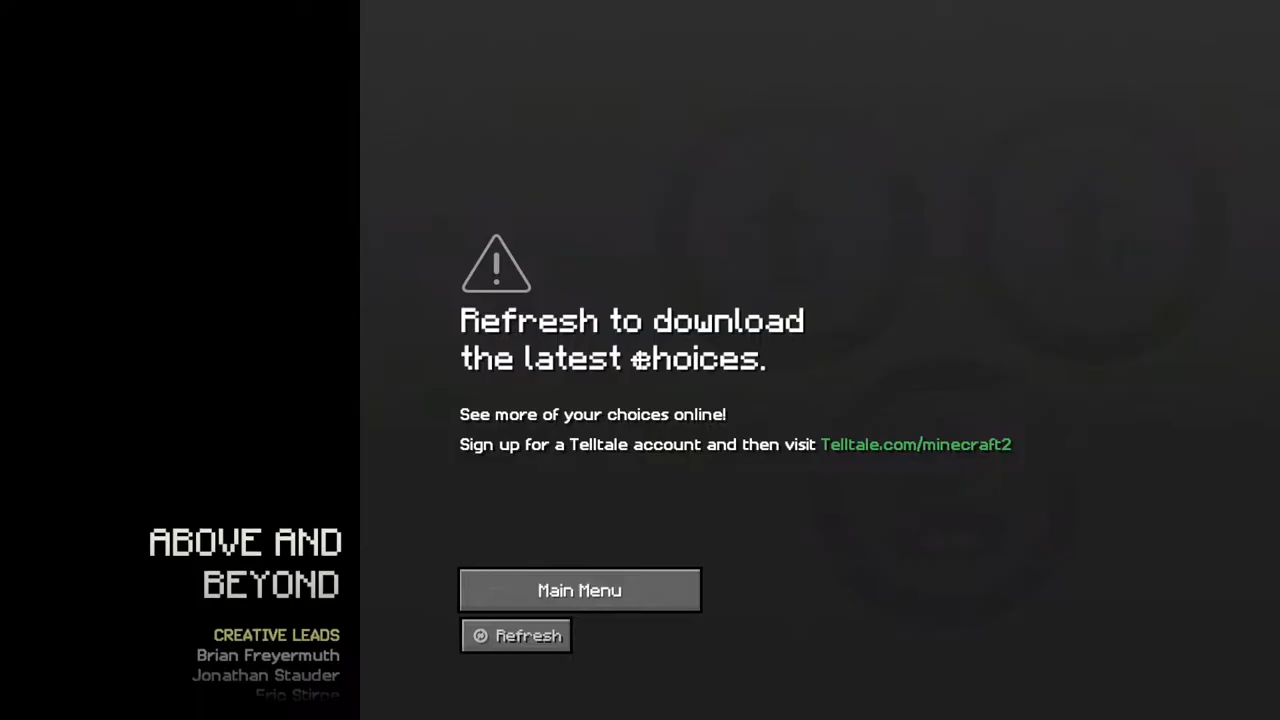 Refresh to download
the latest choices.
See more of your choices online!
Sign up for a Telltale account and then visit Telltale.com/minecraft2
Main Menu
Refresh
ABOVE AND
BEYOND
CREATIVE LEADS
Brian Freyermuth
Jonathan Stauder